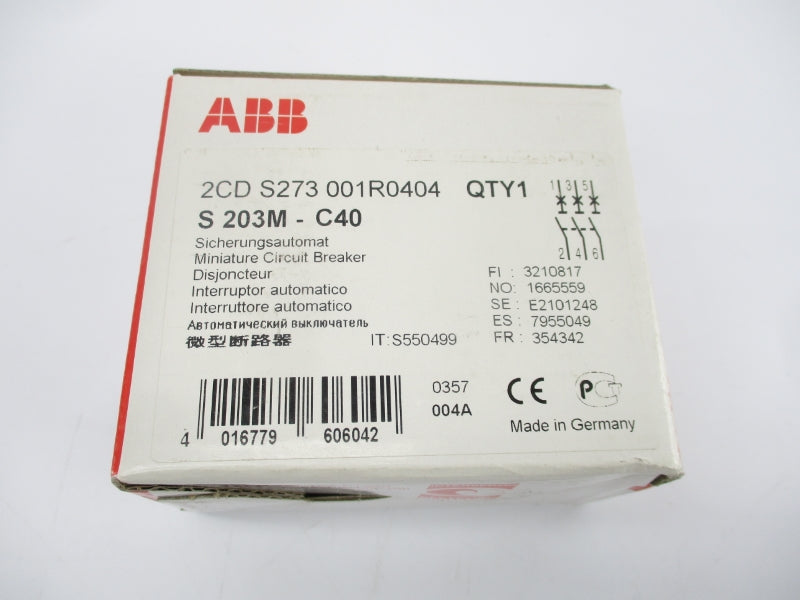 ABB
2CD S273 001R0404 QTY1
S 203M - C40
Sicherungsautomat
Miniature Circuit Breaker
Disjoncteur
Interruptor automatico
Interruttore automatico
Автоматический выключатель
微型断路器
IT:S550499
1 3 5
2 4 6
FI : 3210817
NO: 1665559
SE : E2101248
ES : 7955049
FR : 354342
4 016779 606042
0357
004A
CE
Made in Germany